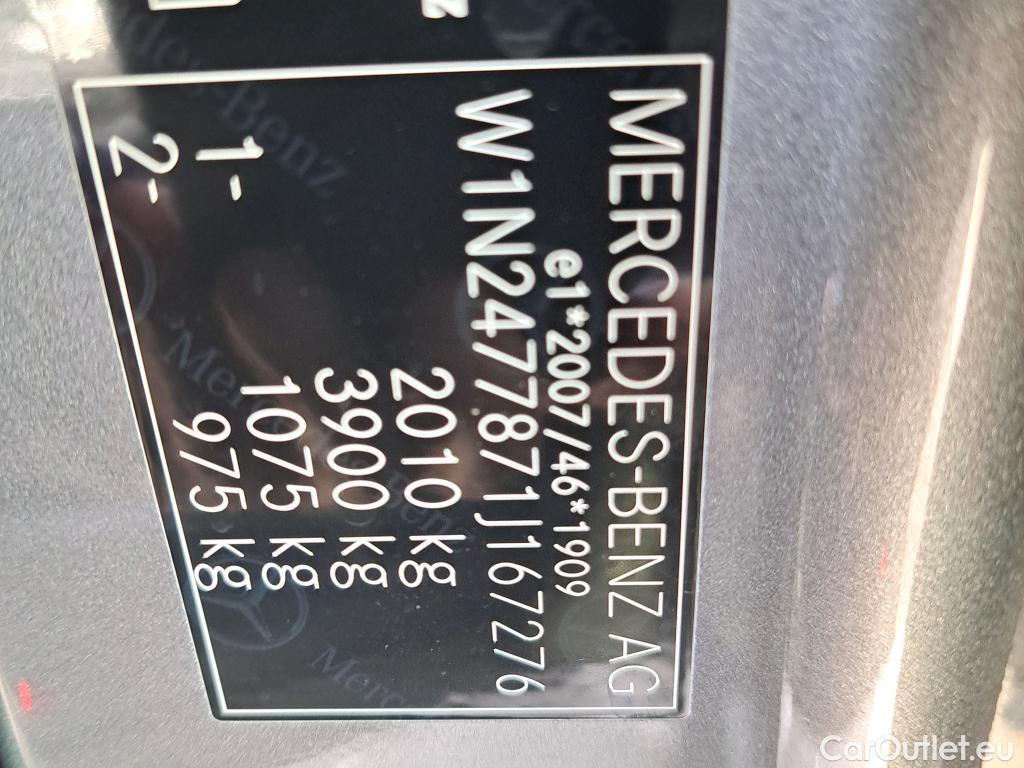 z
MERCEDES-BENZ AG
e1*2007/46*1909
W1N2477871J167276
2010 kg
3900 kg
1- 1075 kg
2- 975 kg
CarOutlet.eu